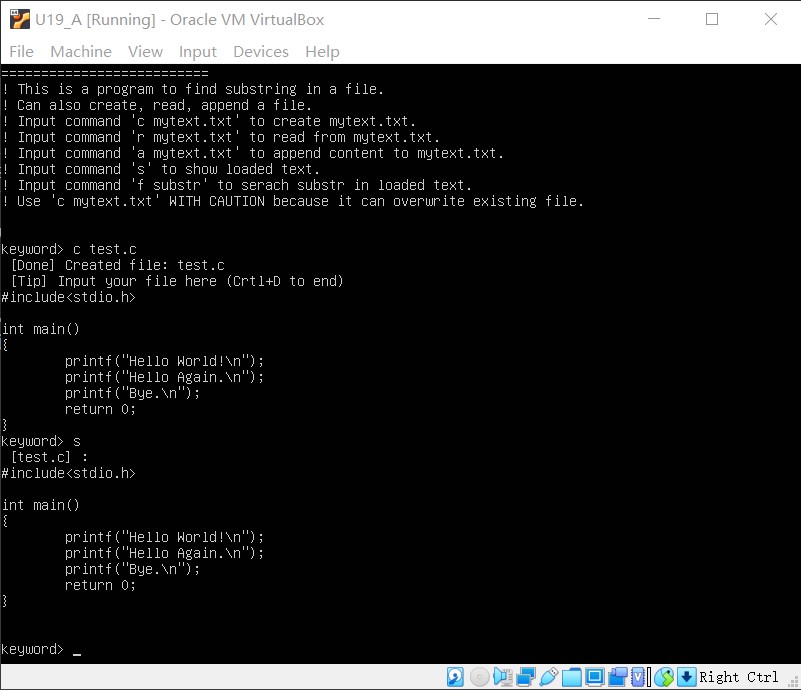 U19_A [Running] - Oracle VM VirtualBox
File Machine View Input Devices Help
==========================
! This is a program to find substring in a file.
! Can also create, read, append a file.
! Input command 'c mytext.txt' to create mytext.txt.
! Input command 'r mytext.txt' to read from mytext.txt.
! Input command 'a mytext.txt' to append content to mytext.txt.
! Input command 's' to show loaded text.
! Input command 'f substr' to serach substr in loaded text.
! Use 'c mytext.txt' WITH CAUTION because it can overwrite existing file.
keyword> c test.c
[Done] Created file: test.c
[Tip] Input your file here (Crtl+D to end)
#include<stdio.h>
int main()
{
printf("Hello World!\n");
printf("Hello Again.\n");
printf("Bye.\n");
return 0;
}
keyword> s
[test.c] :
#include<stdio.h>
int main()
{
printf("Hello World!\n");
printf("Hello Again.\n");
printf("Bye.\n");
return 0;
}
keyword> _
Right Ctrl